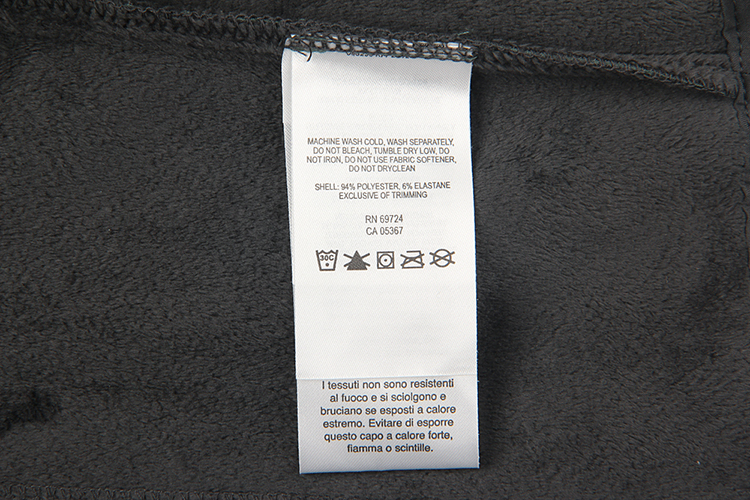 MACHINE WASH COLD, WASH SEPARATELY,
DO NOT BLEACH, TUMBLE DRY LOW, DO
NOT IRON, DO NOT USE FABRIC SOFTENER,
DO NOT DRYCLEAN
SHELL: 94% POLYESTER, 6% ELASTANE
EXCLUSIVE OF TRIMMING
RN 69724
CA 05367
30C
I tessuti non sono resistenti
al fuoco e si sciolgono e
bruciano se esposti a calore
estremo. Evitare di esporre
questo capo a calore forte,
fiamma o scintille.